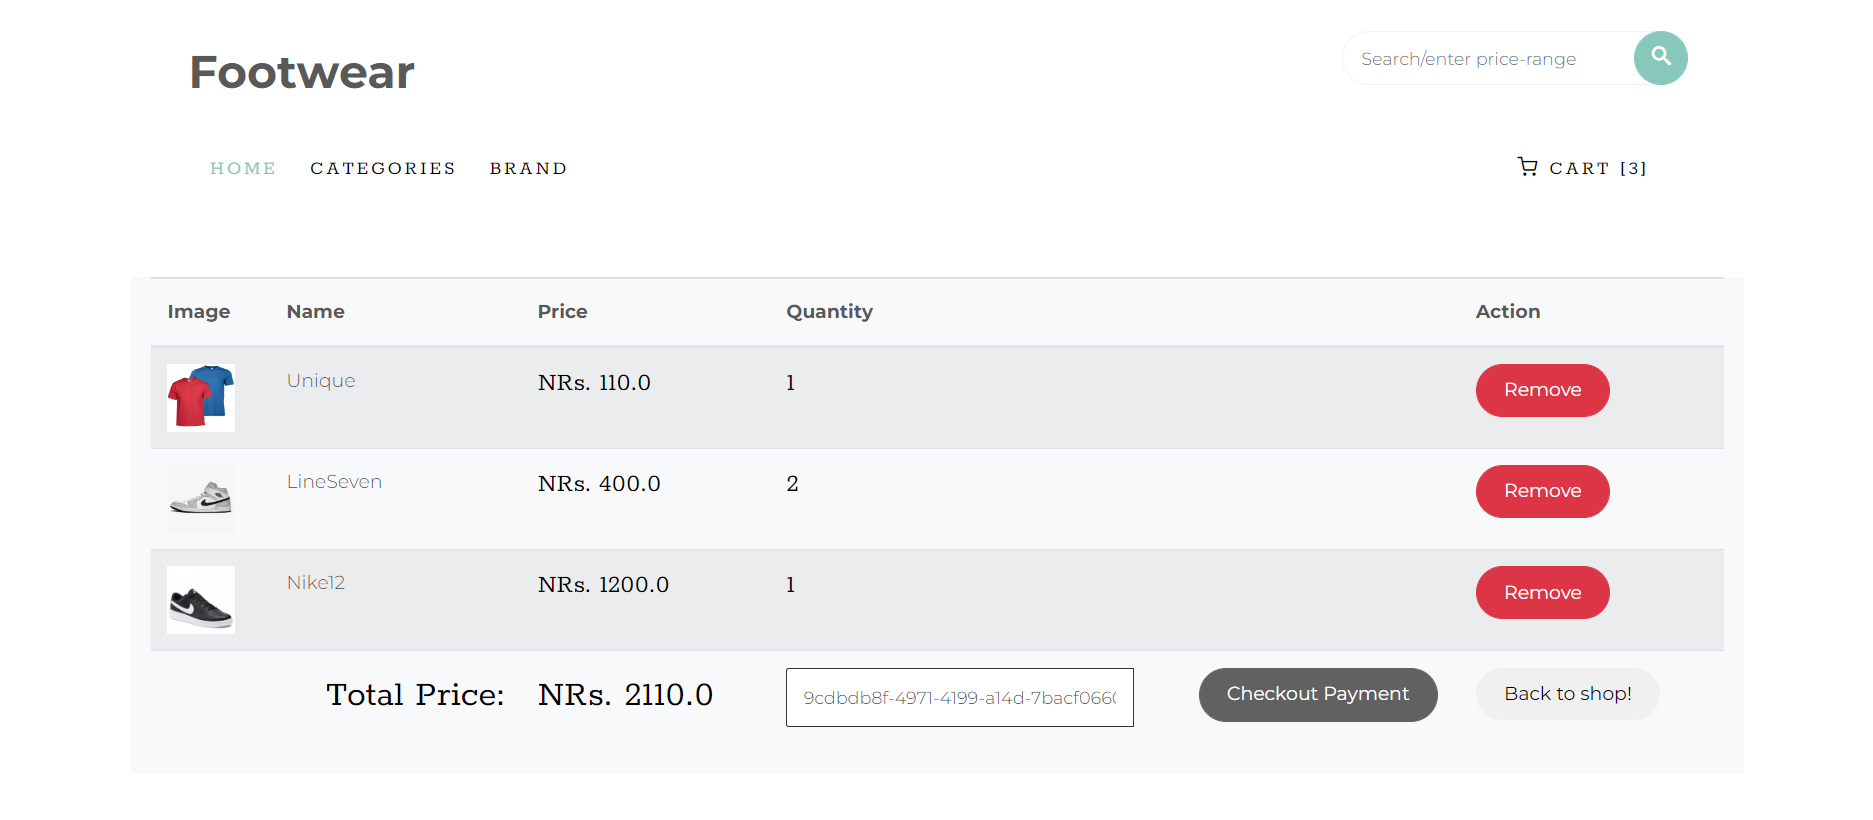 Footwear
Search/enter price-range
HOME CATEGORIES BRAND CART [3]
Image Name Price Quantity Action
Unique NRs. 110.0 1 Remove
LineSeven NRs. 400.0 2 Remove
Nike12 NRs. 1200.0 1 Remove
Total Price: NRs. 2110.0 9cdbdb8f-4971-4199-a14d-7bacf066 Checkout Payment Back to shop!